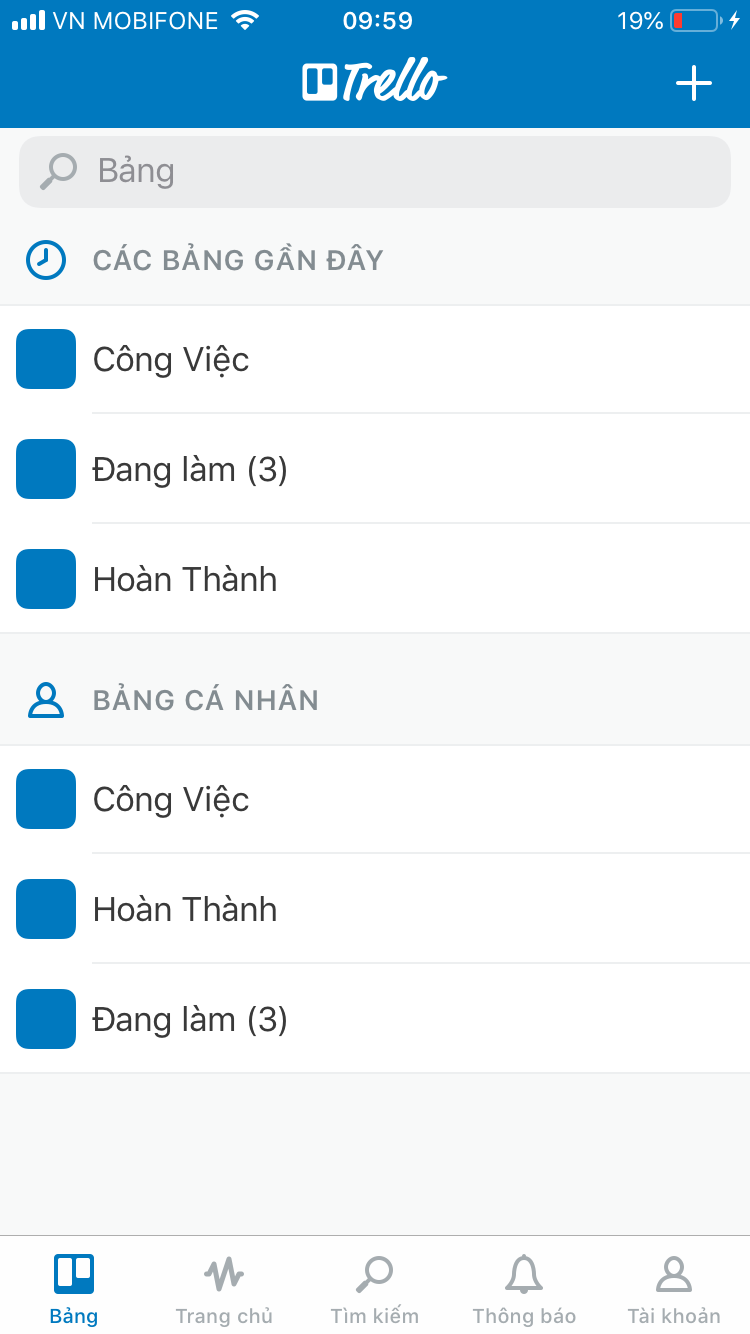 VN MOBIFONE 09:59 19%
Trello
Bảng
CÁC BẢNG GẦN ĐÂY
Công Việc
Đang làm (3)
Hoàn Thành
BẢNG CÁ NHÂN
Công Việc
Hoàn Thành
Đang làm (3)
Bảng Trang chủ Tìm kiếm Thông báo Tài khoản